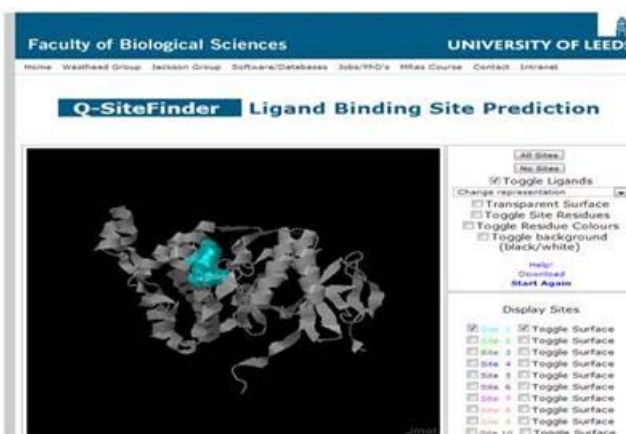 Faculty of Biological Sciences
UNIVERSITY OF LEEDS
Home Westhead Group Jackson Group Software/Databases Jobs/PhD's MRes Course Contact Intranet
Q-SiteFinder Ligand Binding Site Prediction
All Sites
No Sites
Toggle Ligands
Change representation
Transparent Surface
Toggle Site Residues
Toggle Residue Colours
Toggle background
(black/white)
Help!
Download
Start Again
Display Sites
Site 1 Toggle Surface
Site 2 Toggle Surface
Site 3 Toggle Surface
Site 4 Toggle Surface
Site 5 Toggle Surface
Site 6 Toggle Surface
Site 7 Toggle Surface
Site 8 Toggle Surface
Site 9 Toggle Surface
Site 10 Toggle Surface
Jmol